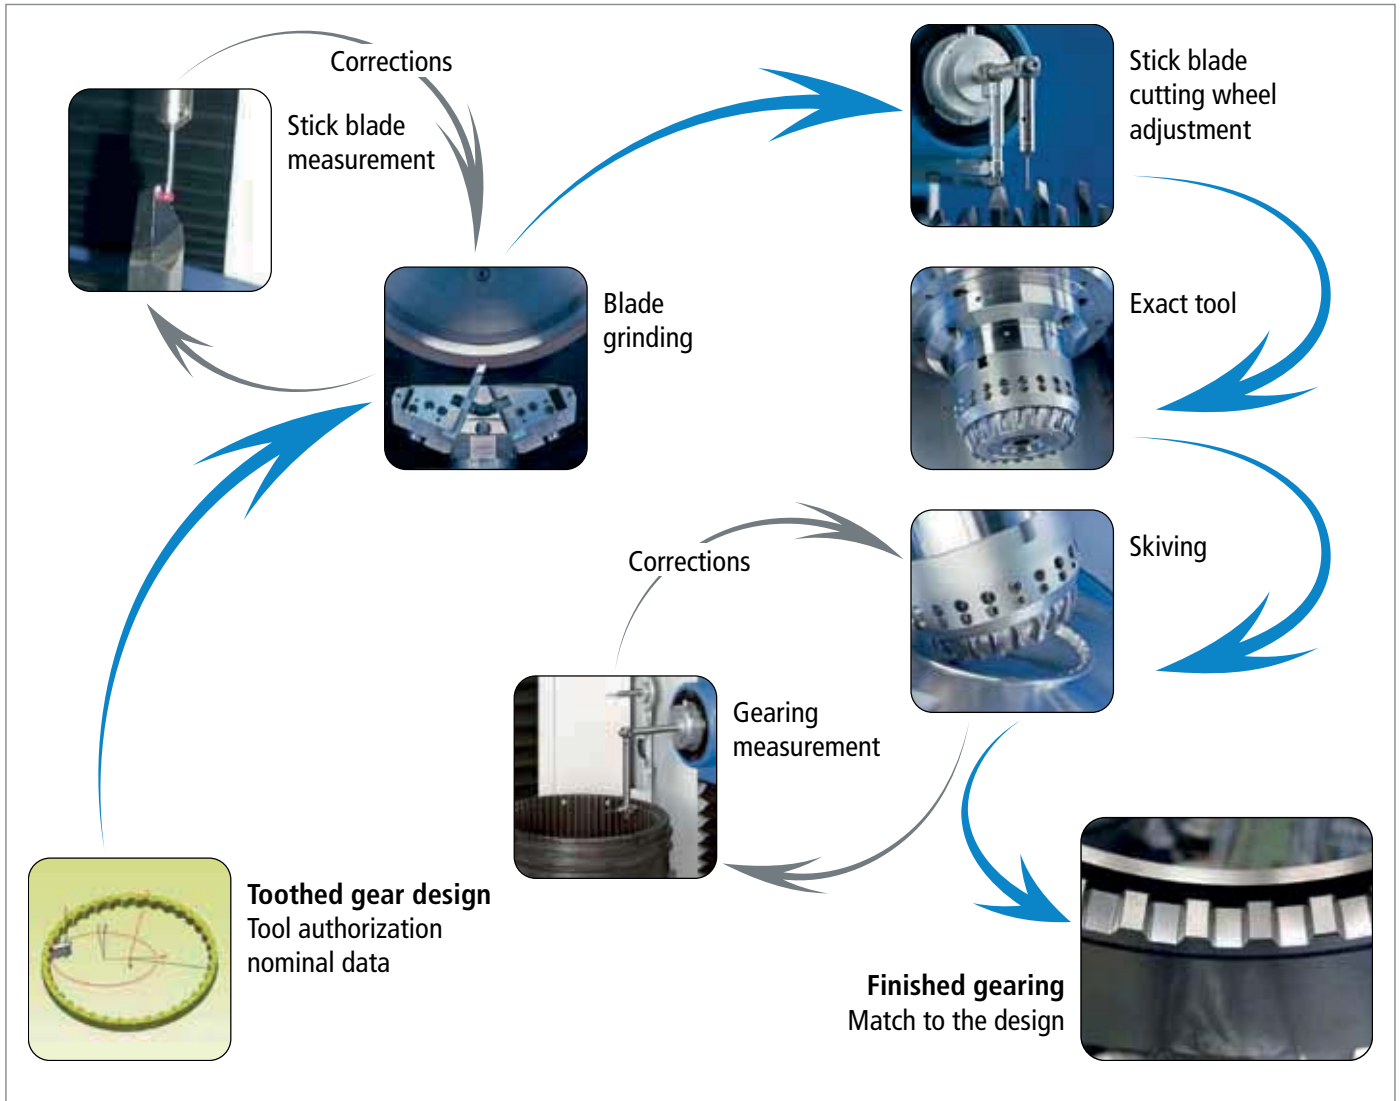 Corrections
Stick blade
measurement
Stick blade
cutting wheel
adjustment
Blade
grinding
Exact tool
Corrections
Skiving
Gearing
measurement
Toothed gear design
Tool authorization
nominal data
Finished gearing
Match to the design